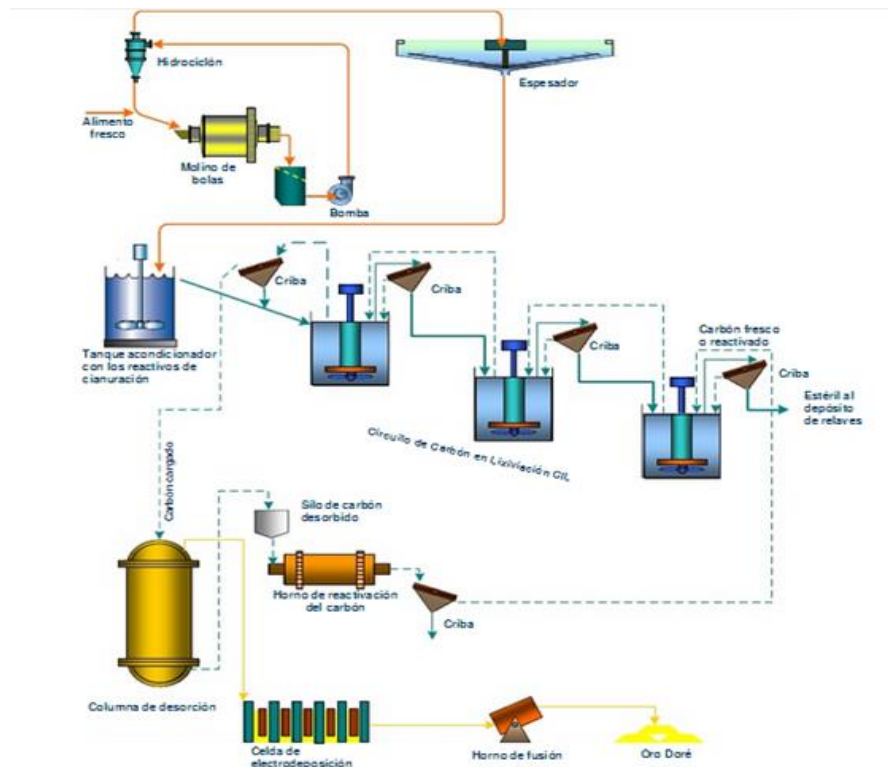 Hidrociclón
Espesador
Alimento
fresco
Molino de
bolas
Bomba
Criba
Criba
Criba
Carbón fresco
o reactivado
Criba
Tanque acondicionador
con los reactivos de
cianuración
Estéril al
depósito
de relaves
Circuito de Carbón en Lixiviación CIL
Carbón cargado
Silo de carbón
desorbido
Horno de reactivación
del carbón
Criba
Columna de desorción
Celda de
electrodeposición
Horno de fusión
Oro Doré